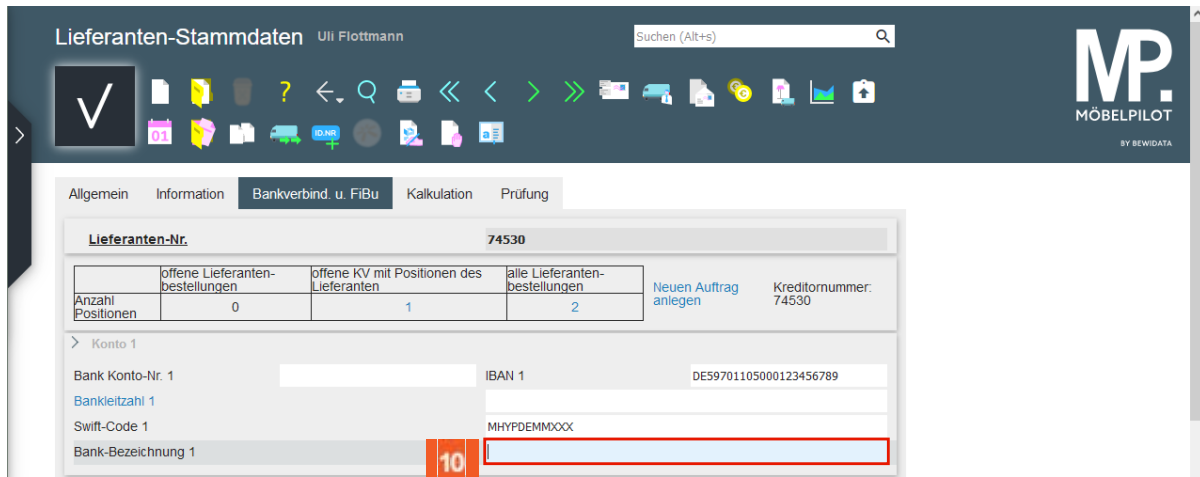 Lieferanten-Stammdaten Uli Flottmann
Suchen (Alt+s)
MP.
MÖBELPILOT
BY BEWIDATA
?
01
ID.NR
a
Allgemein Information Bankverbind. u. FiBu Kalkulation Prüfung
Lieferanten-Nr. 74530
offene Lieferanten-
bestellungen
offene KV mit Positionen des
Lieferanten
alle Lieferanten-
bestellungen
Anzahl
Positionen
0 1 2
Neuen Auftrag
anlegen
Kreditornummer:
74530
Konto 1
Bank Konto-Nr. 1 IBAN 1 DE59701105000123456789
Bankleitzahl 1
Swift-Code 1 MHYPDEMMXXX
Bank-Bezeichnung 1
10